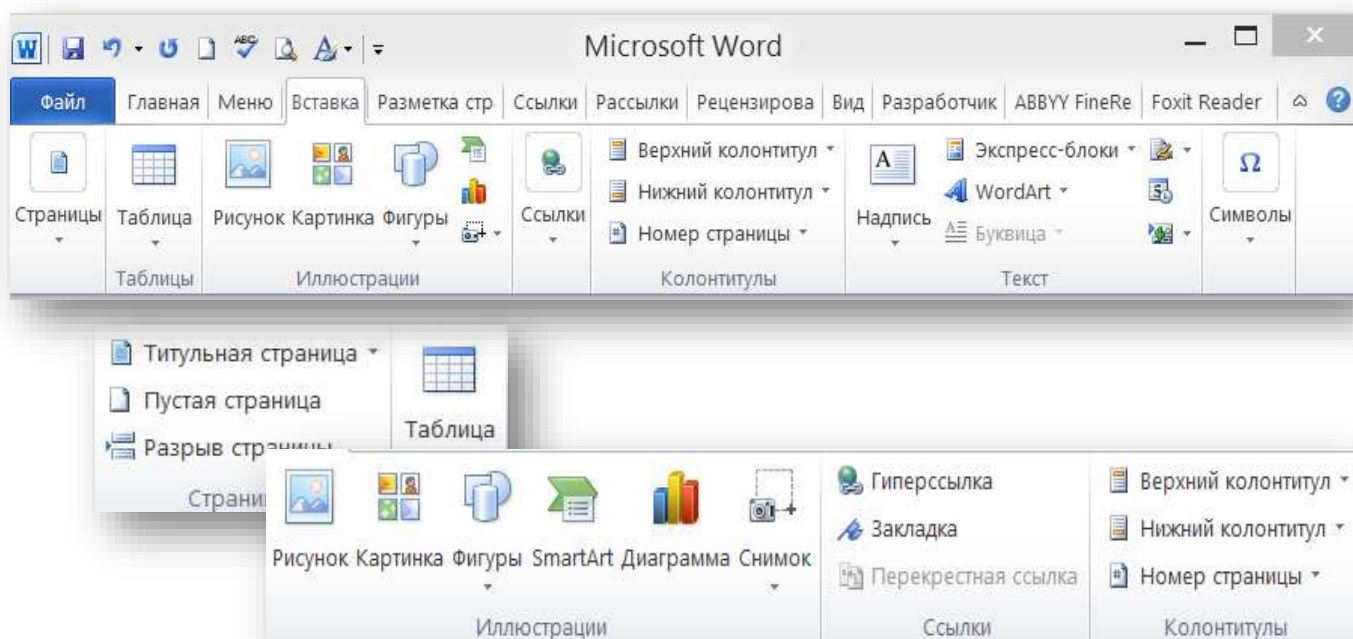 Microsoft Word
Файл Главная Меню Вставка Разметка стр Ссылки Рассылки Рецензирова Вид Разработчик ABBYY FineRe Foxit Reader
Страницы
Таблица
Таблицы
Рисунок Картинка Фигуры
Иллюстрации
Ссылки
Верхний колонтитул
Нижний колонтитул
Номер страницы
Колонтитулы
Надпись
Экспресс-блоки
WordArt
Буквица
Текст
Символы
Титульная страница
Пустая страница
Разрыв страницы
Страни
Таблица
Рисунок Картинка Фигуры SmartArt Диаграмма Снимок
Иллюстрации
Гиперссылка
Закладка
Перекрестная ссылка
Ссылки
Верхний колонтитул
Нижний колонтитул
Номер страницы
Колонтитулы